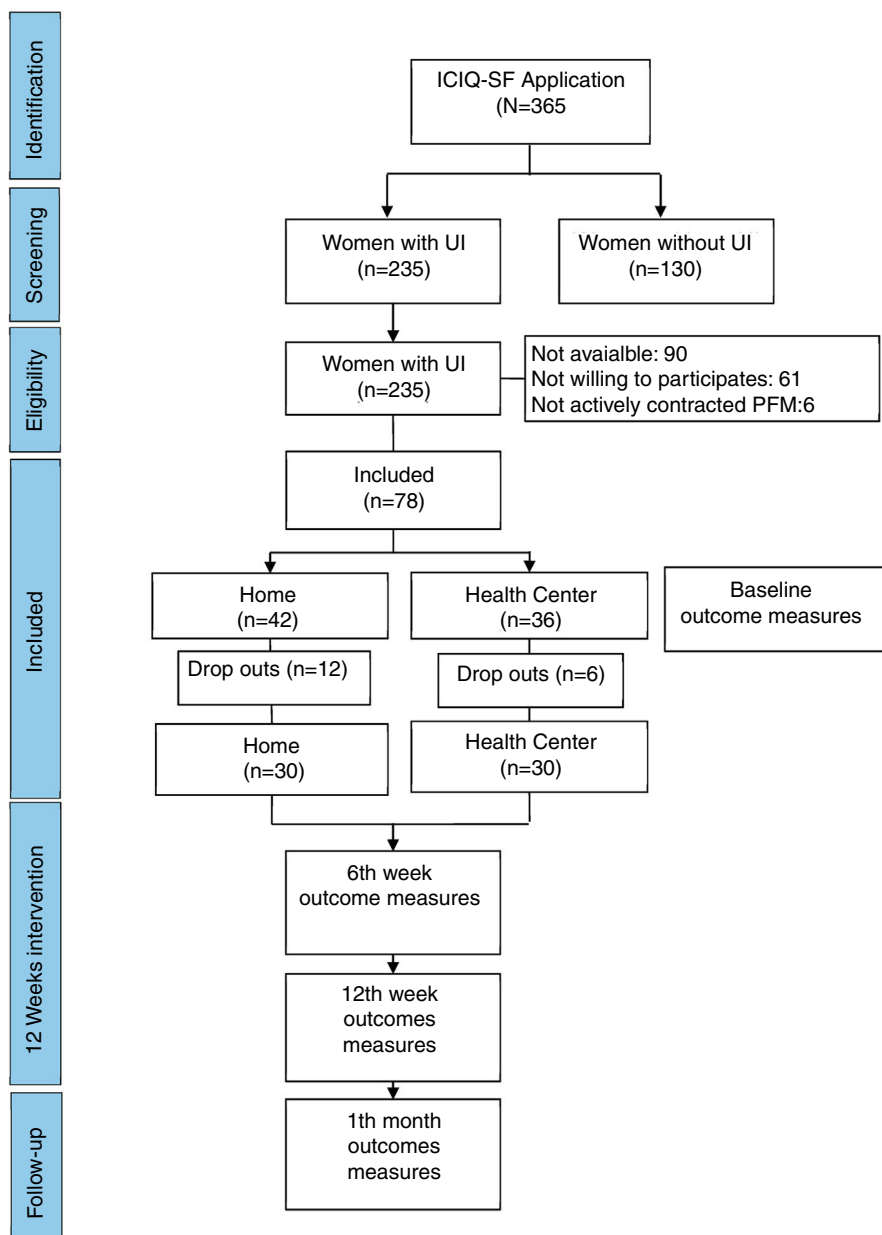 Identification
ICIQ-SF Application
(N=365
Screening
Women with UI
(n=235)
Women without UI
(n=130)
Eligibility
Women with UI
(n=235)
Not avaialble: 90
Not willing to participates: 61
Not actively contracted PFM:6
Included
Included
(n=78)
Home
(n=42)
Health Center
(n=36)
Baseline
outcome measures
Drop outs (n=12)
Drop outs (n=6)
Home
(n=30)
Health Center
(n=30)
12 Weeks intervention
6th week
outcome measures
12th week
outcomes
measures
Follow-up
1th month
outcomes
measures